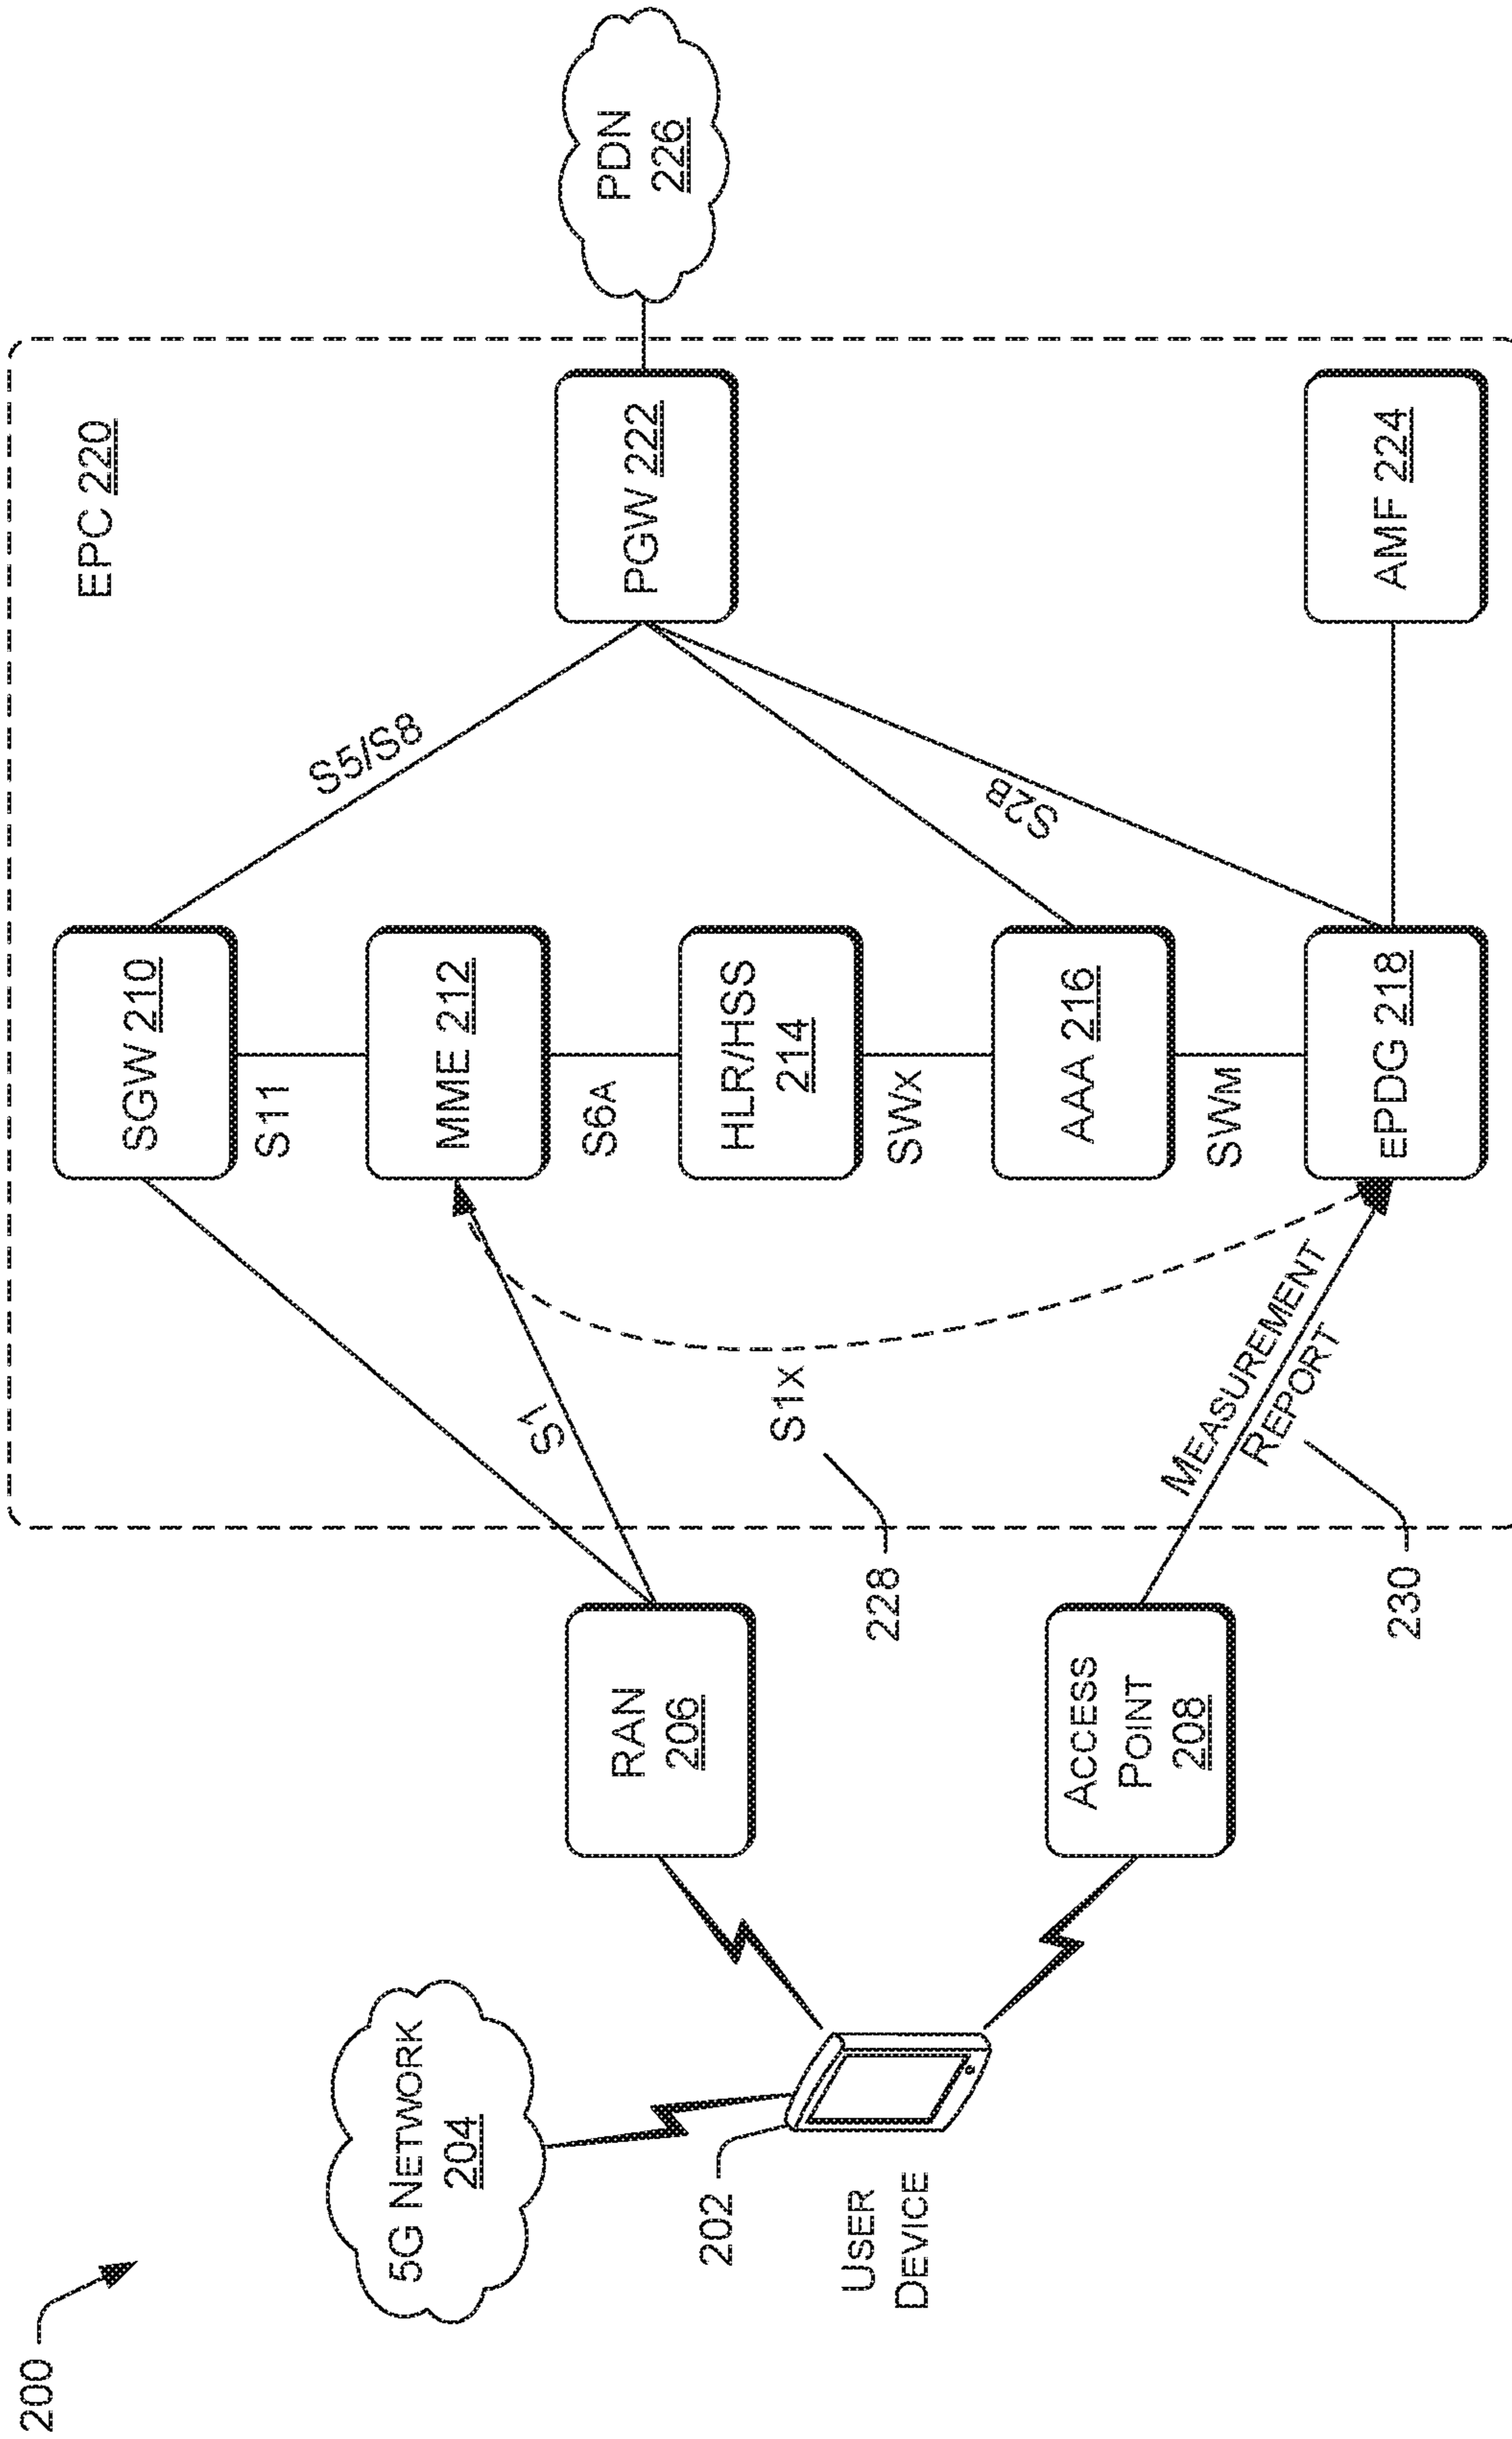 200
5G NETWORK
204
202
USER
DEVICE
RAN
206
ACCESS
POINT
208
228
230
EPC 220
S1
S1X
MEASUREMENT
REPORT
SGW 210
S11
MME 212
S6A
HLR/HSS
214
SWX
AAA 216
SWM
EPDG 218
S5/S8
S2B
PGW 222
AMF 224
PDN
226